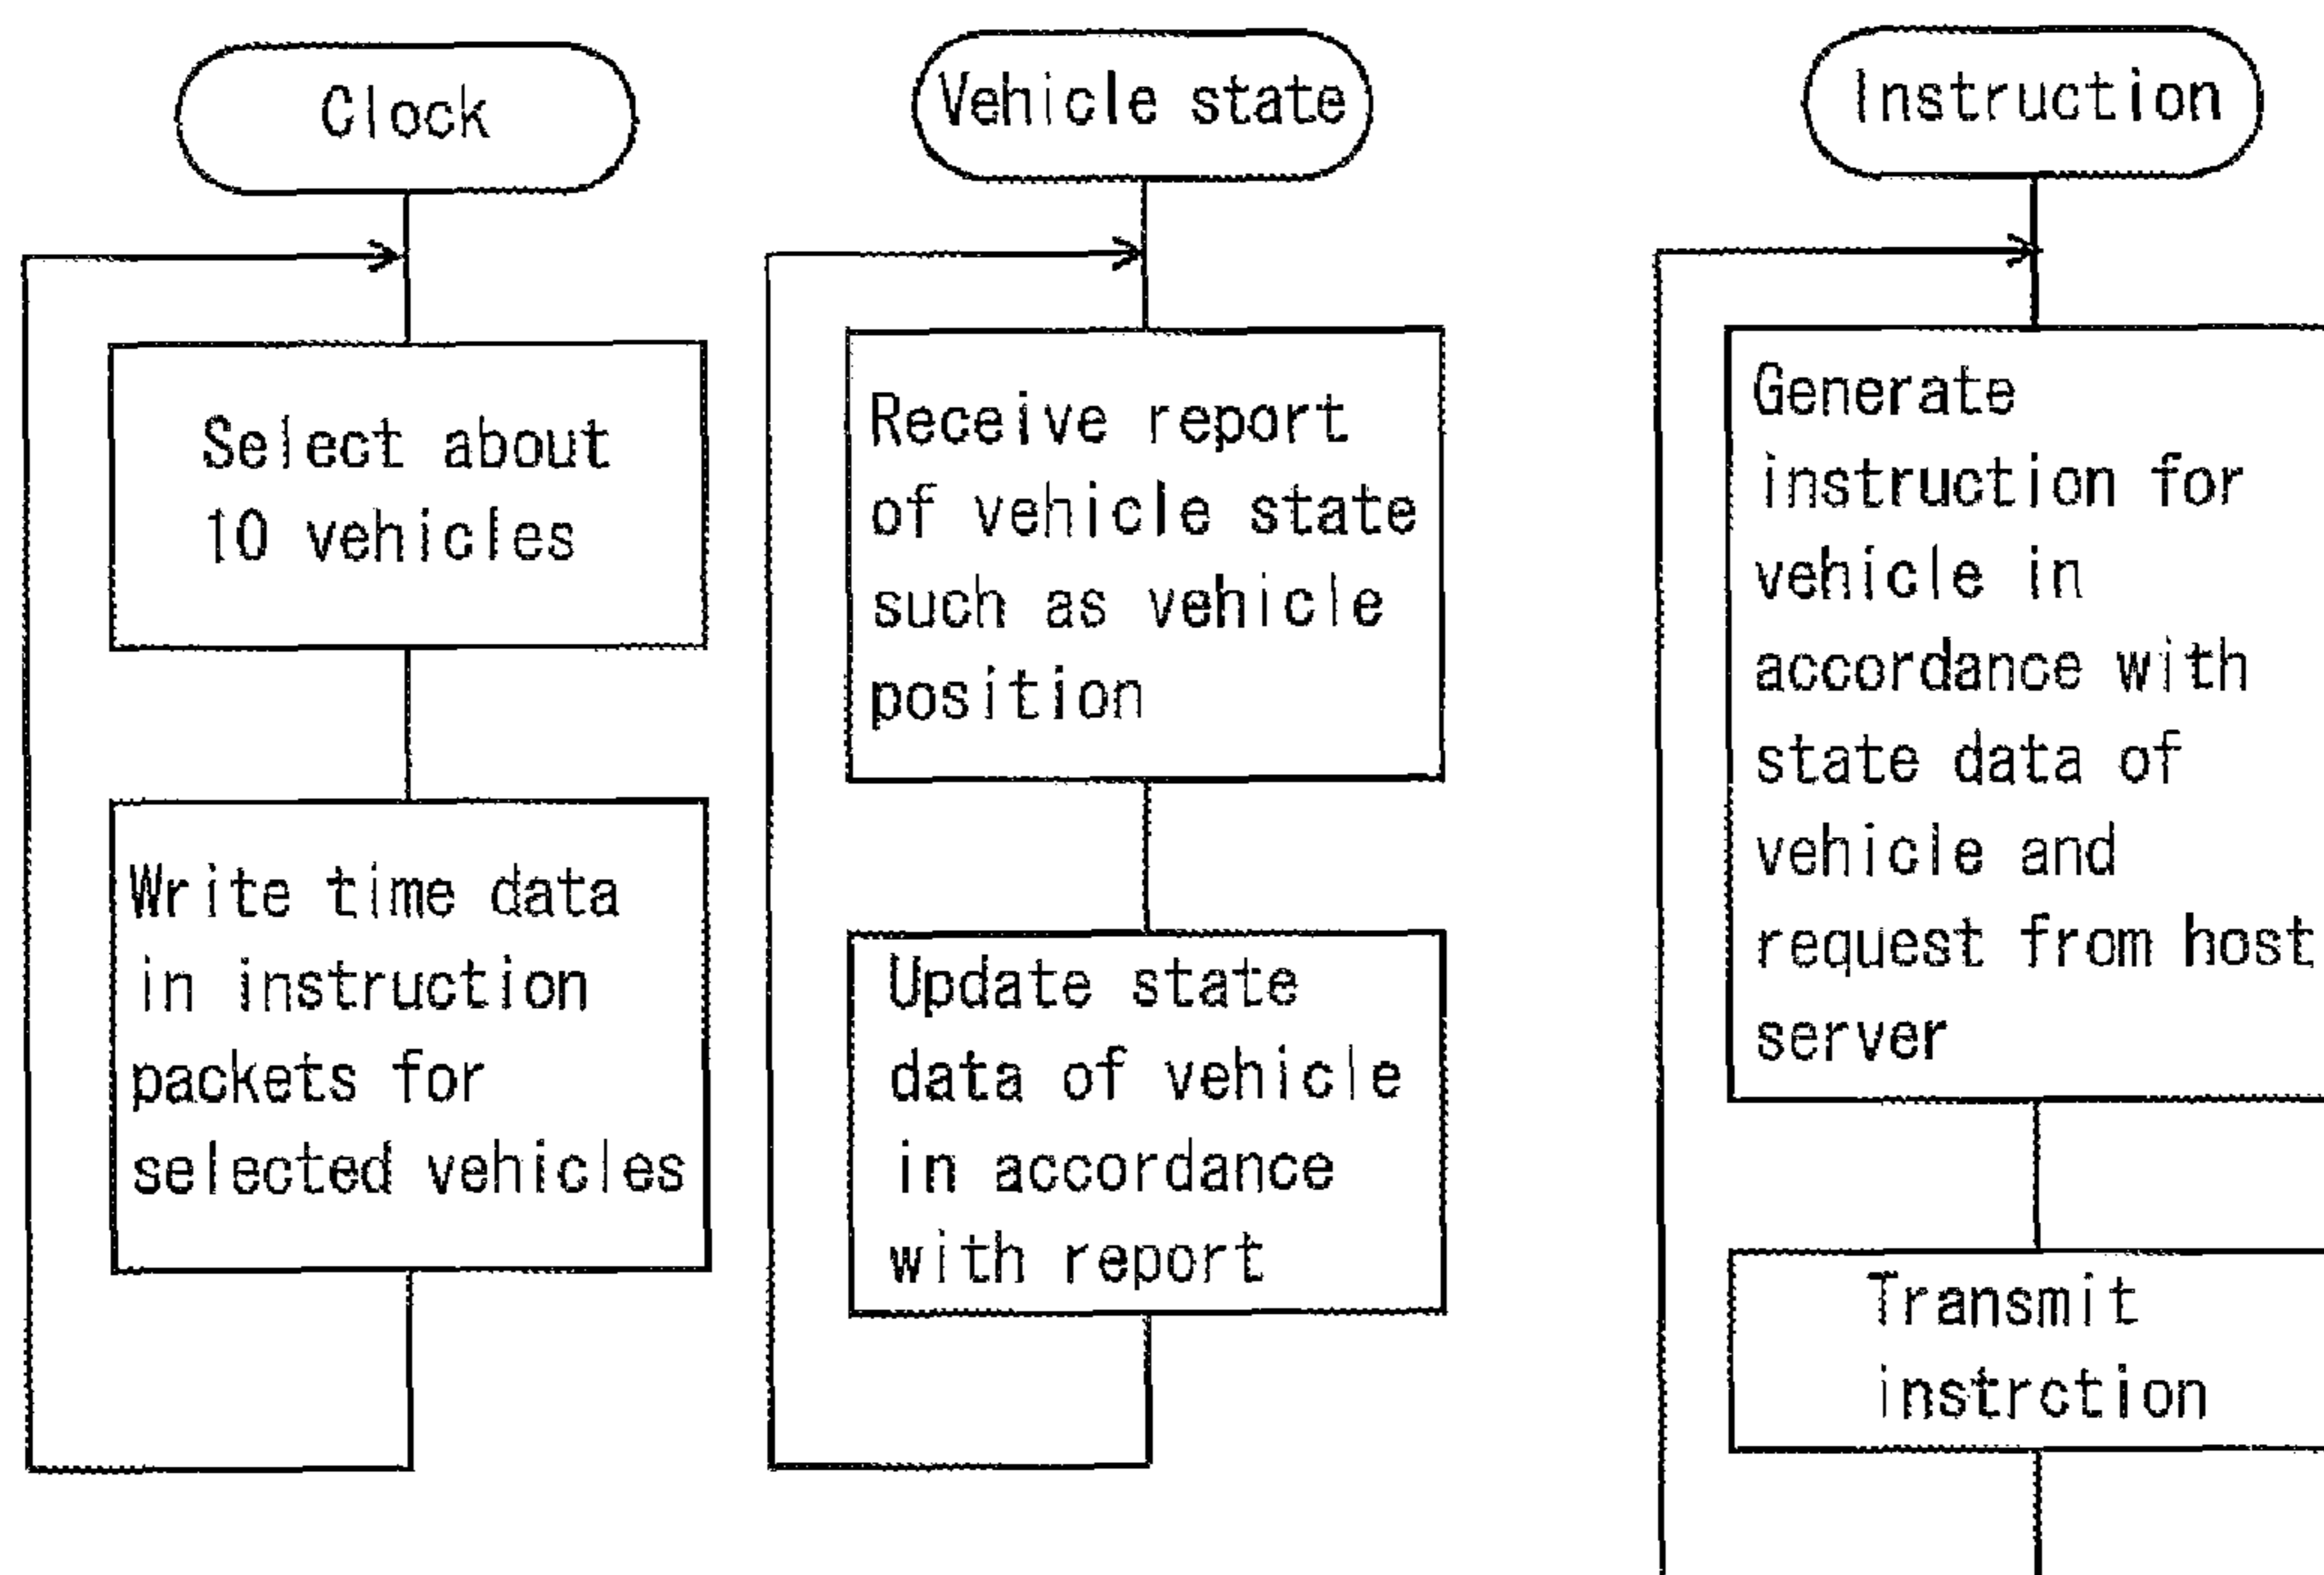 Clock
Select about
10 vehicles
Write time data
in instruction
packets for
selected vehicles
Vehicle state
Receive report
of vehicle state
such as vehicle
position
Update state
data of vehicle
in accordance
with report
Instruction
Generate
instruction for
vehicle in
accordance with
state data of
vehicle and
request from host
server
Transmit
instrction